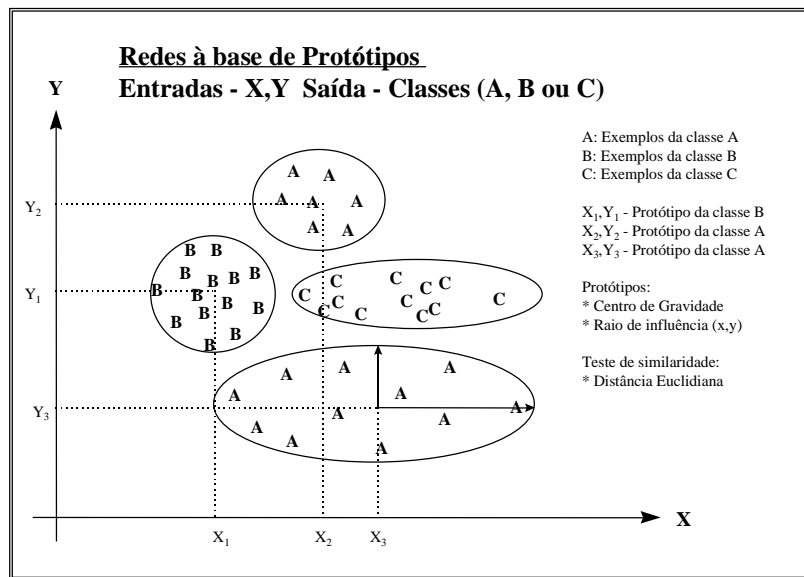 Redes à base de Protótipos
Entradas - X,Y Saída - Classes (A, B ou C)
Y
A: Exemplos da classe A
B: Exemplos da classe B
C: Exemplos da classe C
X₁,Y₁ - Protótipo da classe B
X₂,Y₂ - Protótipo da classe A
X₃,Y₃ - Protótipo da classe A
Protótipos:
* Centro de Gravidade
* Raio de influência (x,y)
Teste de similaridade:
* Distância Euclidiana
A A
A A A
A A
Y₂
B B
B B B B
B B B B
B B B
B
Y₁
C C C C
C C C C C
C C C
A A A
A A A
A A A
A A A
Y₃
X₁ X₂ X₃
X